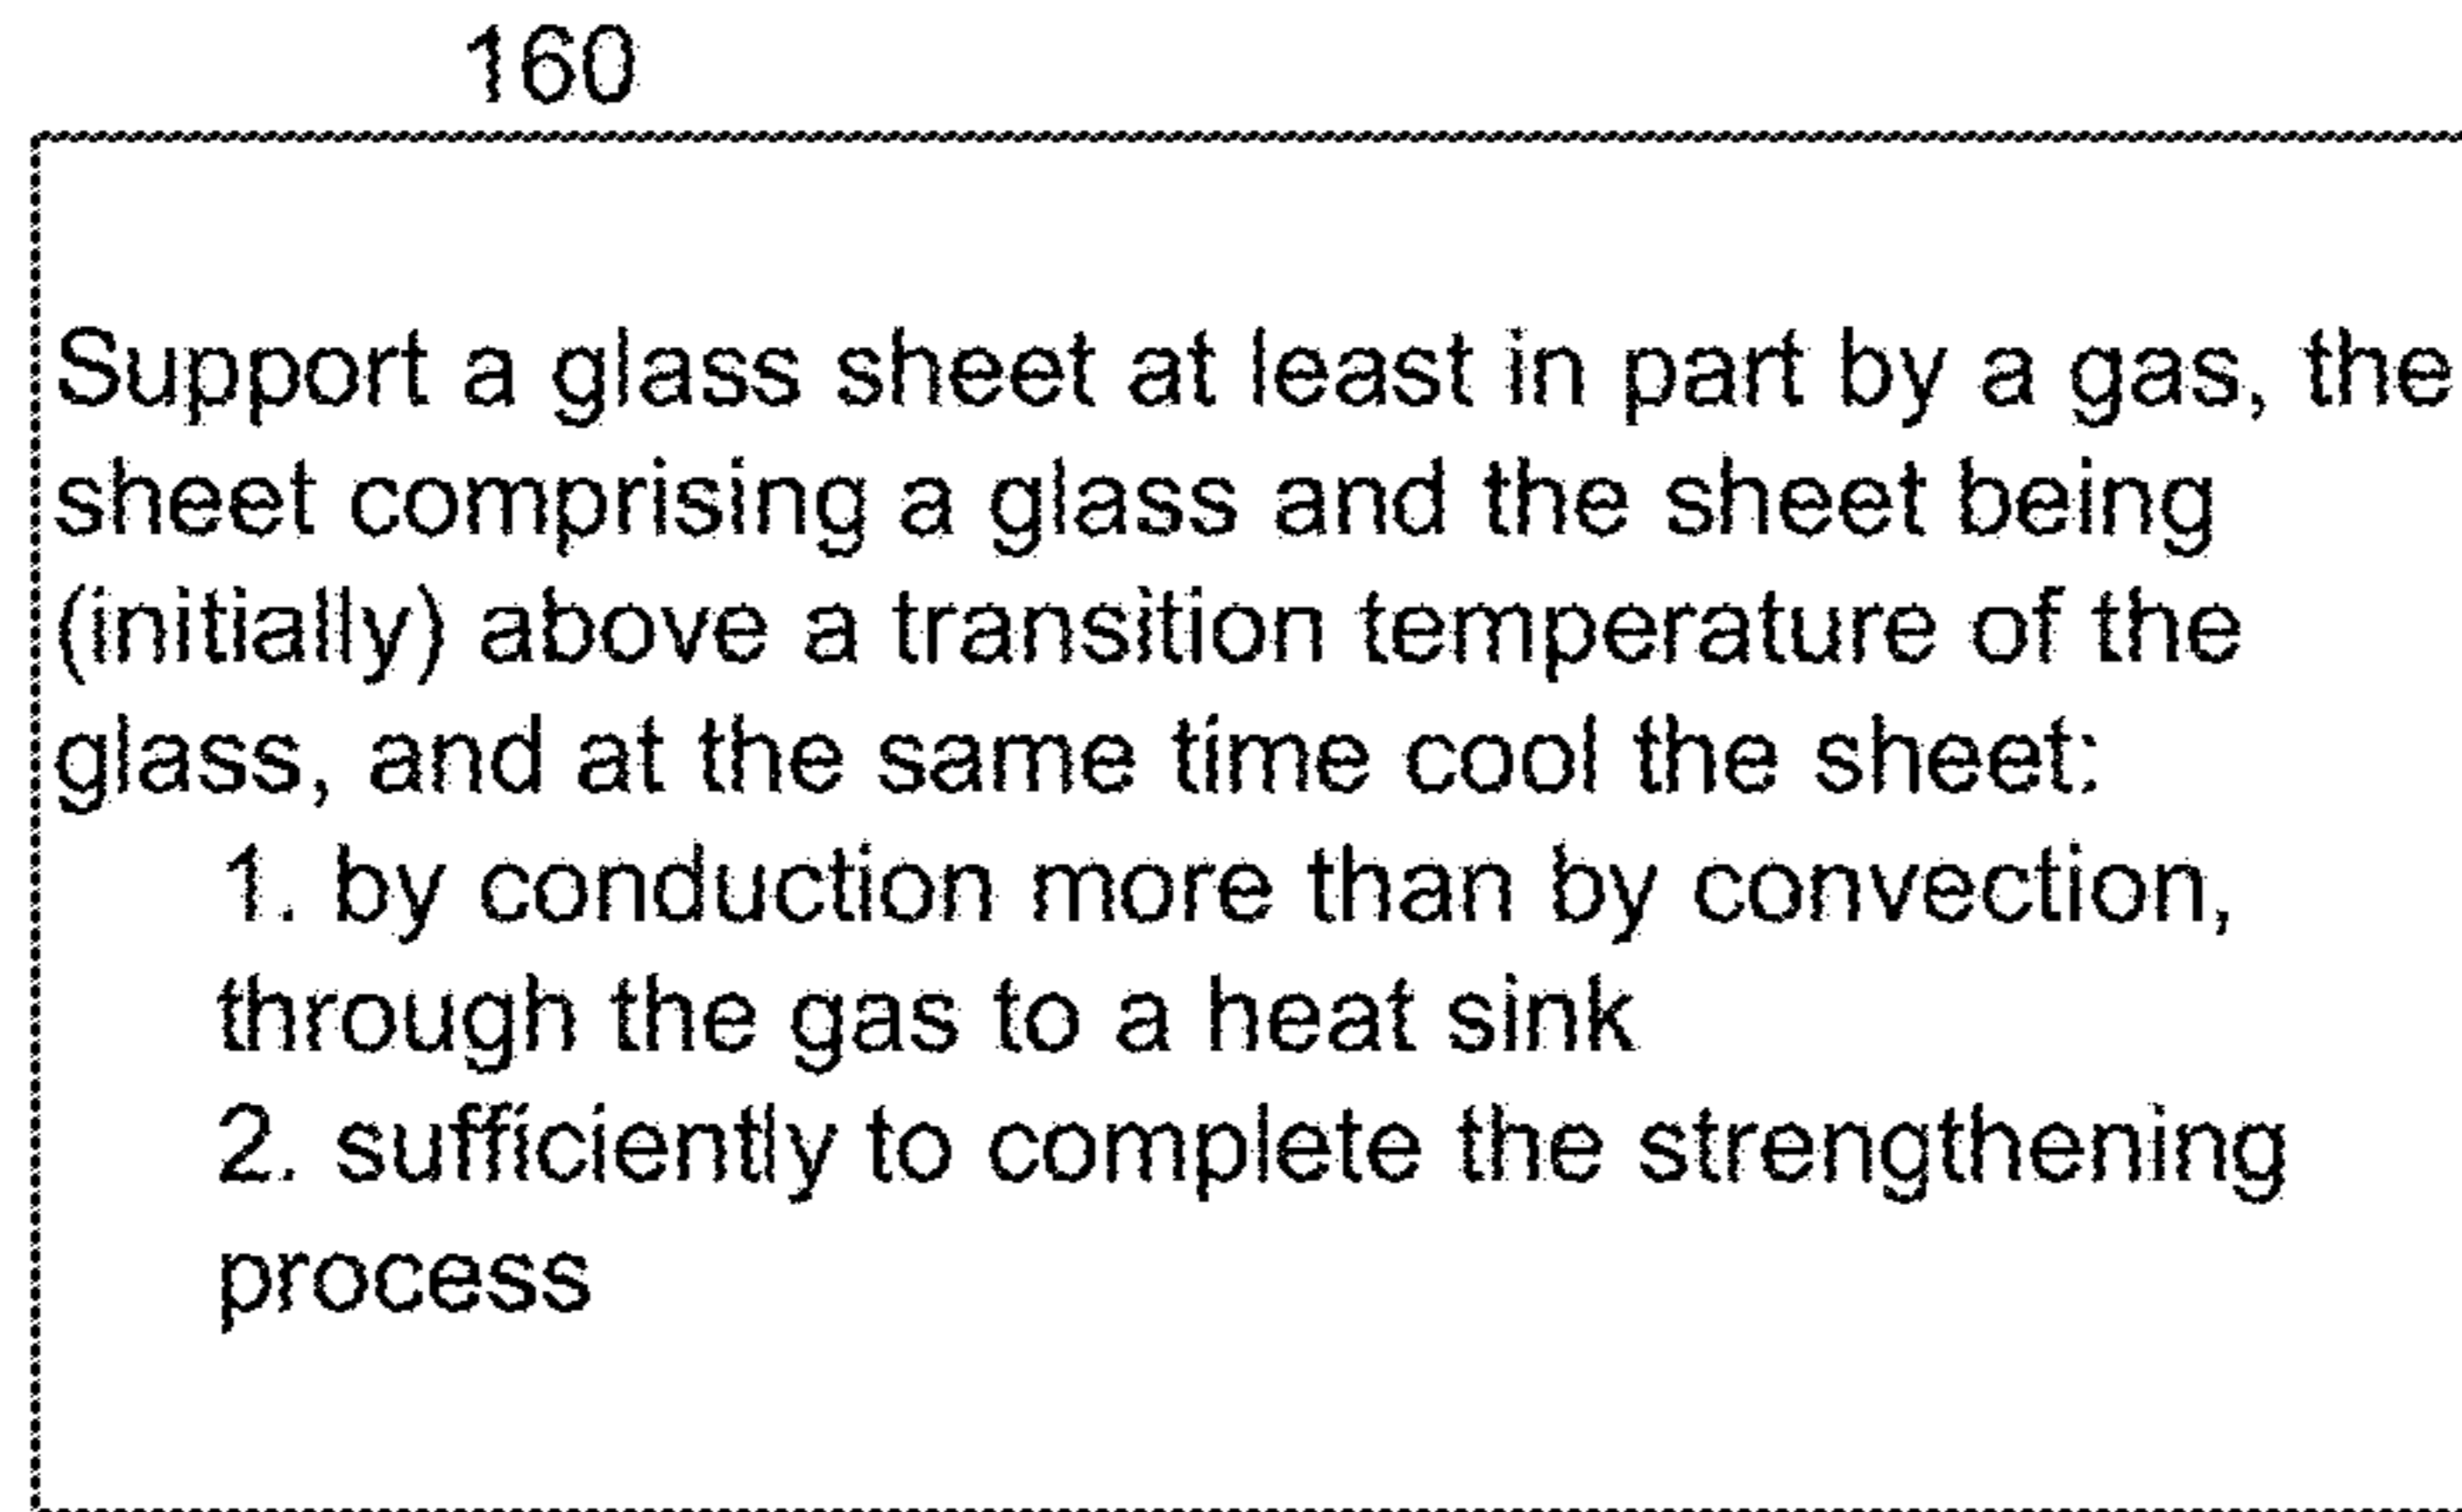 160
Support a glass sheet at least in part by a gas, the
sheet comprising a glass and the sheet being
(initially) above a transition temperature of the
glass, and at the same time cool the sheet:
1. by conduction more than by convection,
through the gas to a heat sink
2. sufficiently to complete the strengthening
process